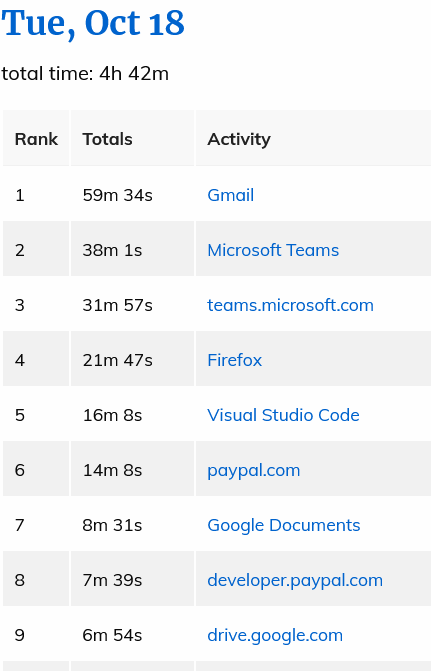 Tue, Oct 18
total time: 4h 42m
Rank Totals Activity
1 59m 34s Gmail
2 38m 1s Microsoft Teams
3 31m 57s teams.microsoft.com
4 21m 47s Firefox
5 16m 8s Visual Studio Code
6 14m 8s paypal.com
7 8m 31s Google Documents
8 7m 39s developer.paypal.com
9 6m 54s drive.google.com